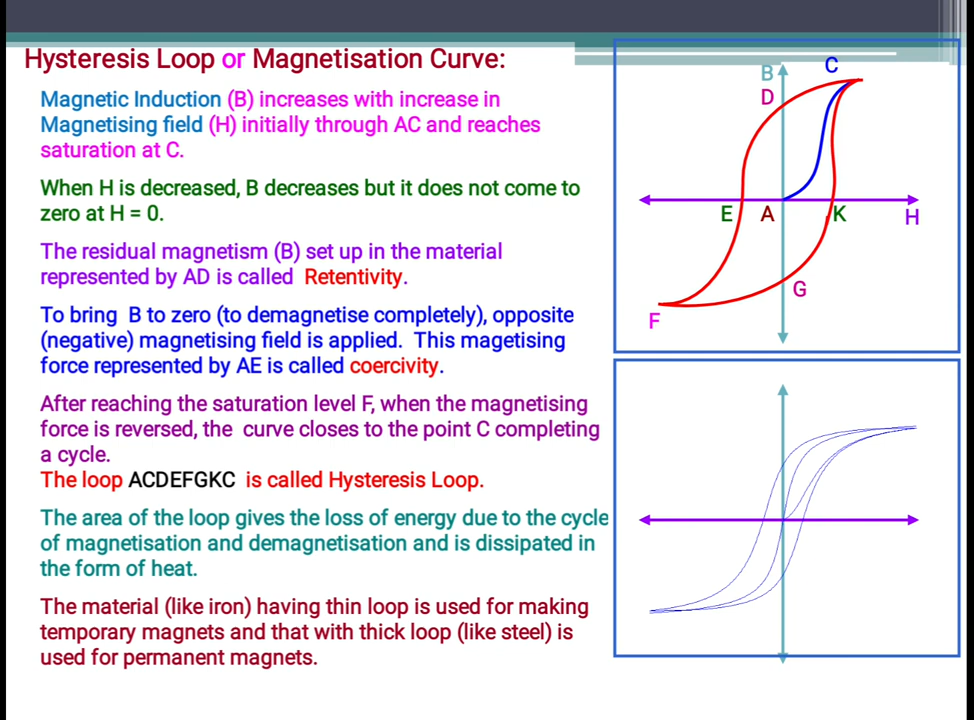 Hysteresis Loop or Magnetisation Curve:
Magnetic Induction (B) increases with increase in
Magnetising field (H) initially through AC and reaches
saturation at C.
When H is decreased, B decreases but it does not come to
zero at H = 0.
The residual magnetism (B) set up in the material
represented by AD is called Retentivity.
To bring B to zero (to demagnetise completely), opposite
(negative) magnetising field is applied. This magetising
force represented by AE is called coercivity.
After reaching the saturation level F, when the magnetising
force is reversed, the curve closes to the point C completing
a cycle.
The loop ACDEFGKC is called Hysteresis Loop.
The area of the loop gives the loss of energy due to the cycle
of magnetisation and demagnetisation and is dissipated in
the form of heat.
The material (like iron) having thin loop is used for making
temporary magnets and that with thick loop (like steel) is
used for permanent magnets.
B
C
D
E
A
K
H
G
F